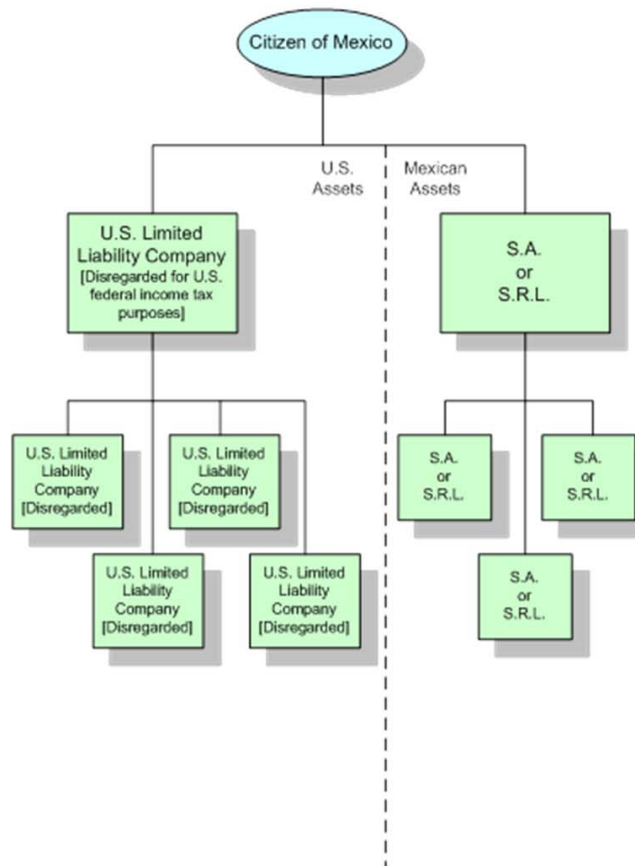 Citizen of Mexico
U.S.
Assets
Mexican
Assets
U.S. Limited
Liability Company
[Disregarded for U.S.
federal income tax
purposes]
S.A.
or
S.R.L.
U.S. Limited
Liability
Company
[Disregarded]
U.S. Limited
Liability
Company
[Disregarded]
S.A.
or
S.R.L.
S.A.
or
S.R.L.
U.S. Limited
Liability
Company
[Disregarded]
U.S. Limited
Liability
Company
[Disregarded]
S.A.
or
S.R.L.